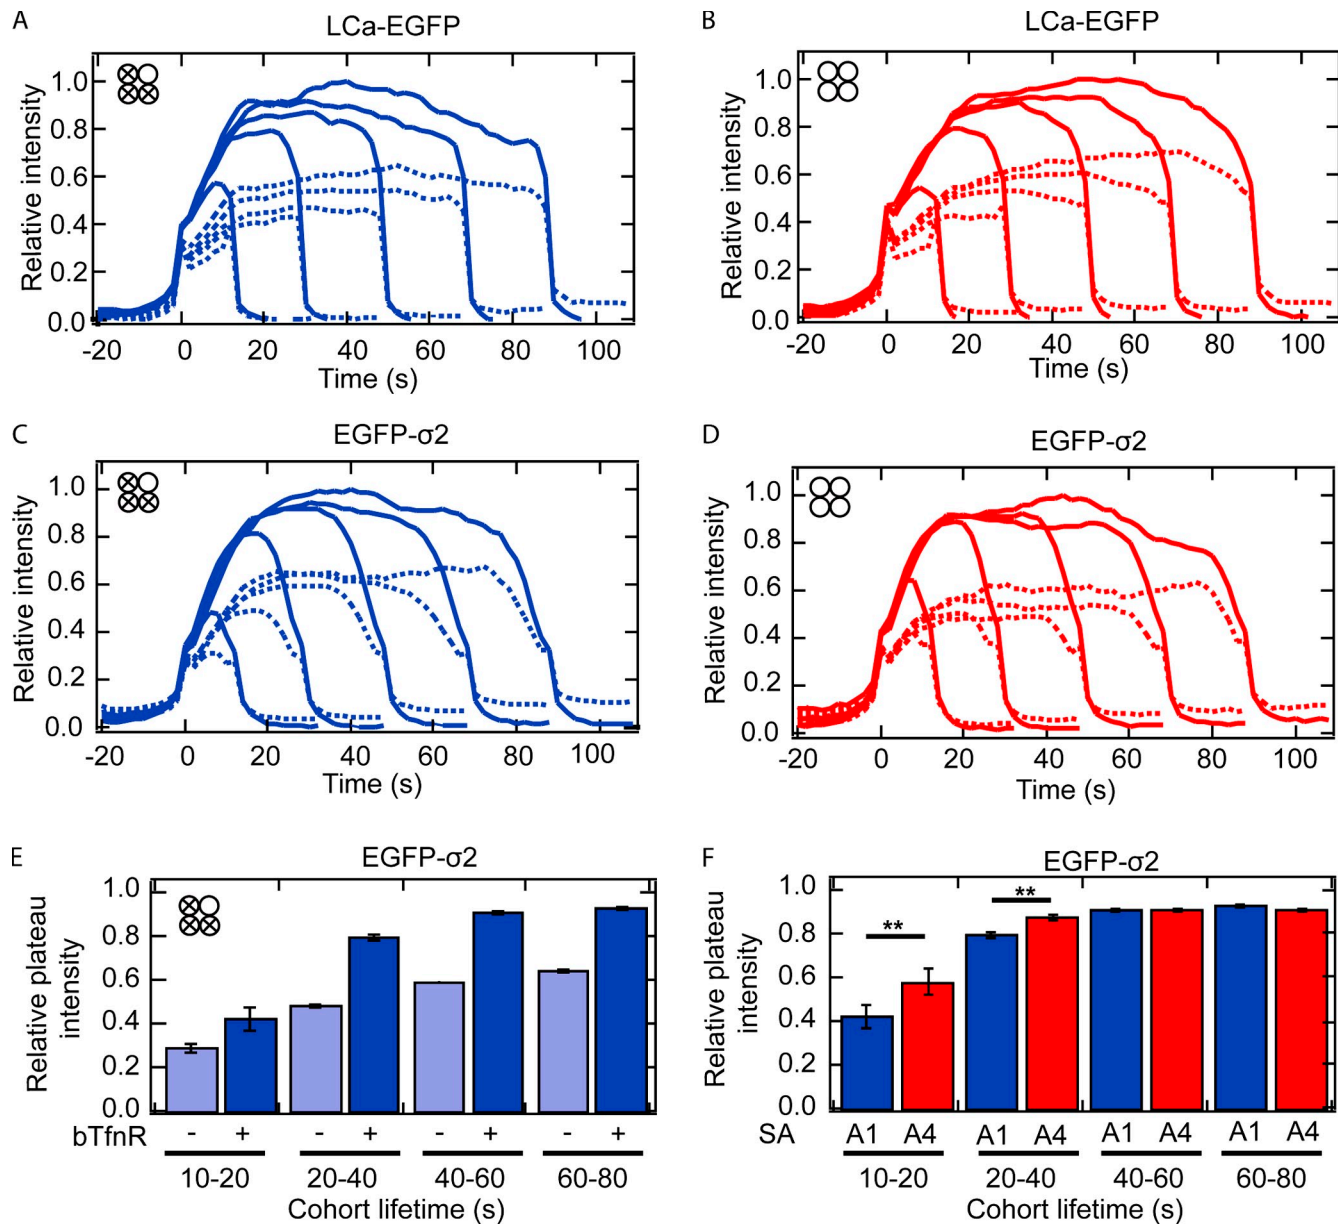 A
LCa-EGFP
1.0
0.8
0.6
0.4
0.2
0.0
Relative intensity
-20 0 20 40 60 80 100
Time (s)
B
LCa-EGFP
1.0
0.8
0.6
0.4
0.2
0.0
Relative intensity
-20 0 20 40 60 80 100
Time (s)
C
EGFP-σ2
1.0
0.8
0.6
0.4
0.2
0.0
Relative intensity
-20 0 20 40 60 80 100
Time (s)
D
EGFP-σ2
1.0
0.8
0.6
0.4
0.2
0.0
Relative intensity
-20 0 20 40 60 80 100
Time (s)
E
EGFP-σ2
1.0
0.8
0.6
0.4
0.2
0.0
Relative plateau
intensity
bTfnR - + - + - + - +
10-20 20-40 40-60 60-80
Cohort lifetime (s)
F
EGFP-σ2
1.0
0.8
0.6
0.4
0.2
0.0
Relative plateau
intensity
**
**
SA A1 A4 A1 A4 A1 A4 A1 A4
10-20 20-40 40-60 60-80
Cohort lifetime (s)